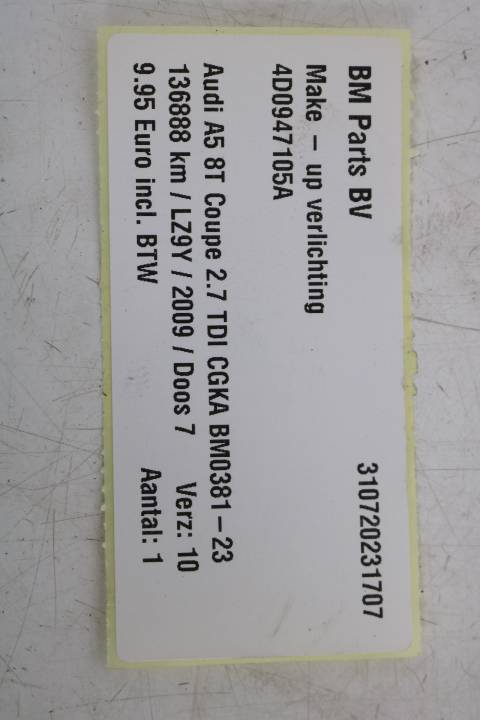 BM Parts BV 310720231707
Make - up verlichting
4D0947105A
Audi A5 8T Coupe 2.7 TDI CGKA BM0381-23
136888 km / LZ9Y / 2009 / Doos 7 Verz: 10
9.95 Euro incl. BTW Aantal: 1